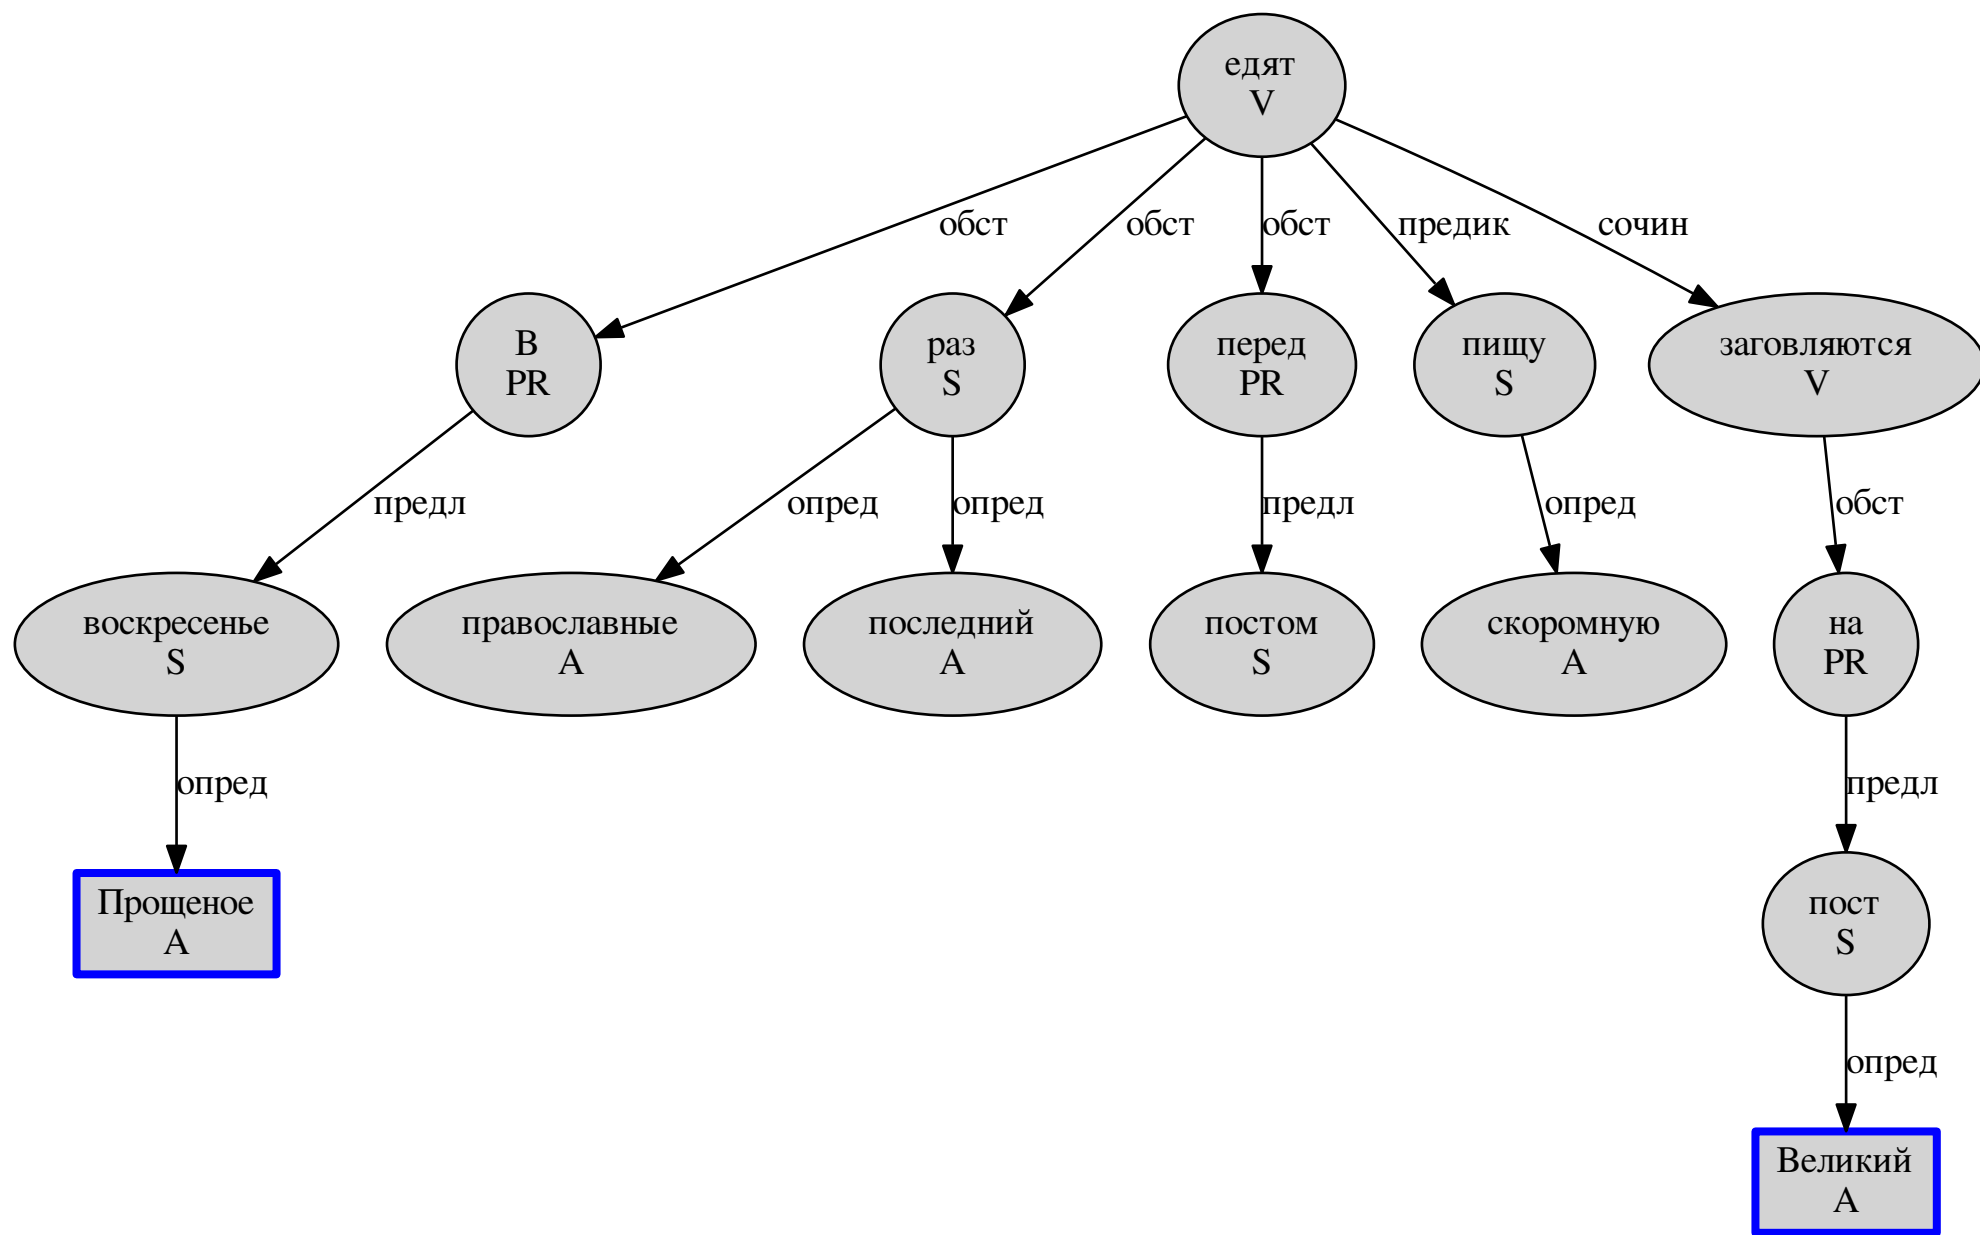 едят
V
обст
обст
обст
предик
сочин
В
PR
раз
S
перед
PR
пищу
S
заговляются
V
предл
опред
опред
предл
опред
обст
воскресенье
S
православные
A
последний
A
постом
S
скоромную
A
на
PR
опред
предл
Прощеное
A
пост
S
опред
Великий
A